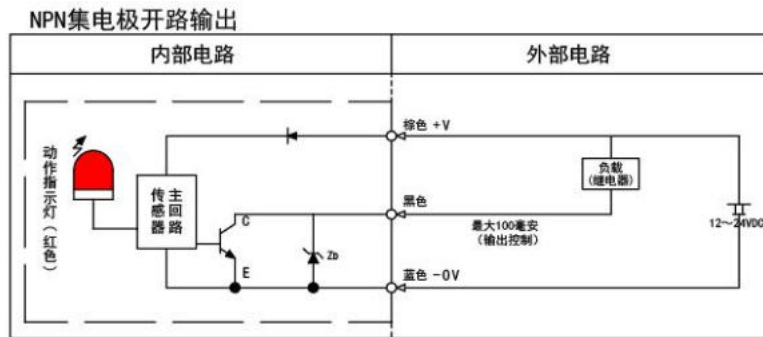 NPN集电极开路输出
内部电路
外部电路
动作指示灯(红色)
传感器
主回路
C
E
ZD
棕色 +V
黑色
蓝色 -0V
最大100毫安
(输出控制)
负载
(继电器)
12~24VDC